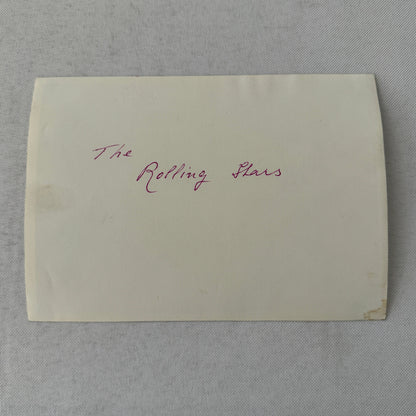 The
Rolling Stars